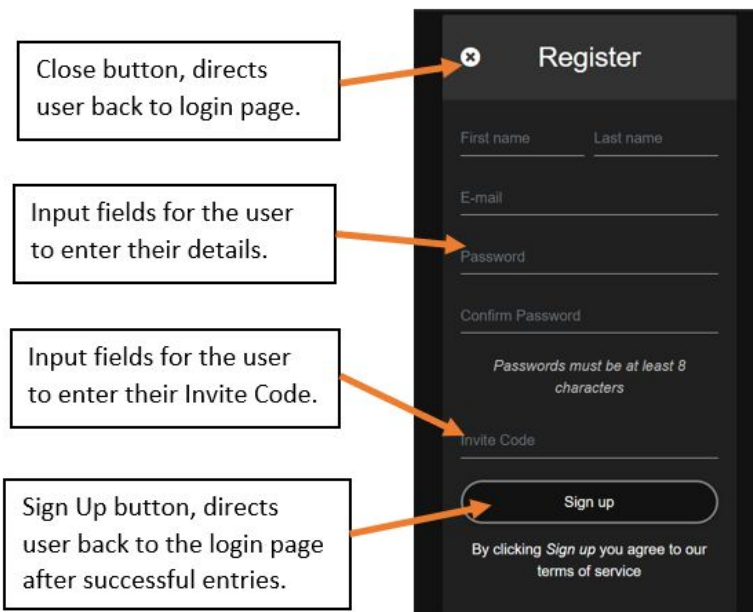 Close button, directs
user back to login page.
Input fields for the user
to enter their details.
Input fields for the user
to enter their Invite Code.
Sign Up button, directs
user back to the login page
after successful entries.
Register
First name Last name
E-mail
Password
Confirm Password
Passwords must be at least 8
characters
Invite Code
Sign up
By clicking Sign up you agree to our
terms of service